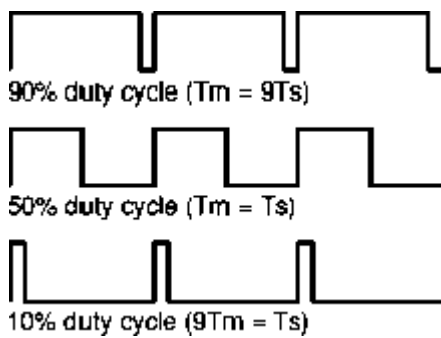 90% duty cycle (Tm = 9Ts)
50% duty cycle (Tm = Ts)
10% duty cycle (9Tm = Ts)